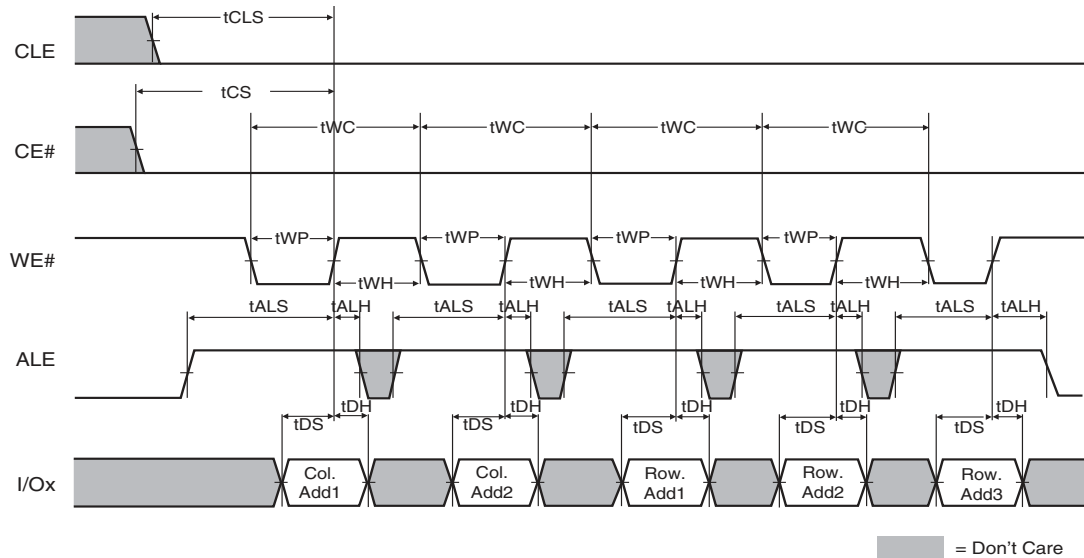 tCLS
CLE
tCS
tWC tWC tWC tWC
CE#
tWP tWP tWP tWP
WE#
tWH tWH tWH tWH
tALS tALH tALS tALH tALS tALH tALS tALH tALS tALH
ALE
tDH tDH tDH tDH tDH
tDS tDS tDS tDS tDS
I/Ox
Col.
Add1
Col.
Add2
Row.
Add1
Row.
Add2
Row.
Add3
= Don't Care